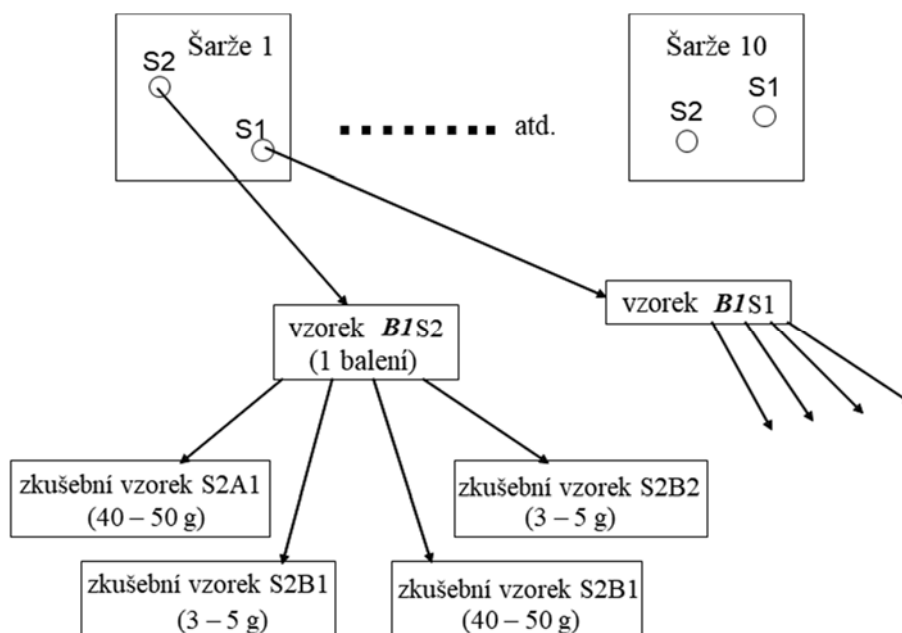 Šarže 1
S2
S1
▪▪▪▪▪▪▪▪ atd.
Šarže 10
S1
S2
vzorek B1S1
vzorek B1S2
(1 balení)
zkušební vzorek S2A1
(40 – 50 g)
zkušební vzorek S2B2
(3 – 5 g)
zkušební vzorek S2B1
(3 – 5 g)
zkušební vzorek S2B1
(40 – 50 g)